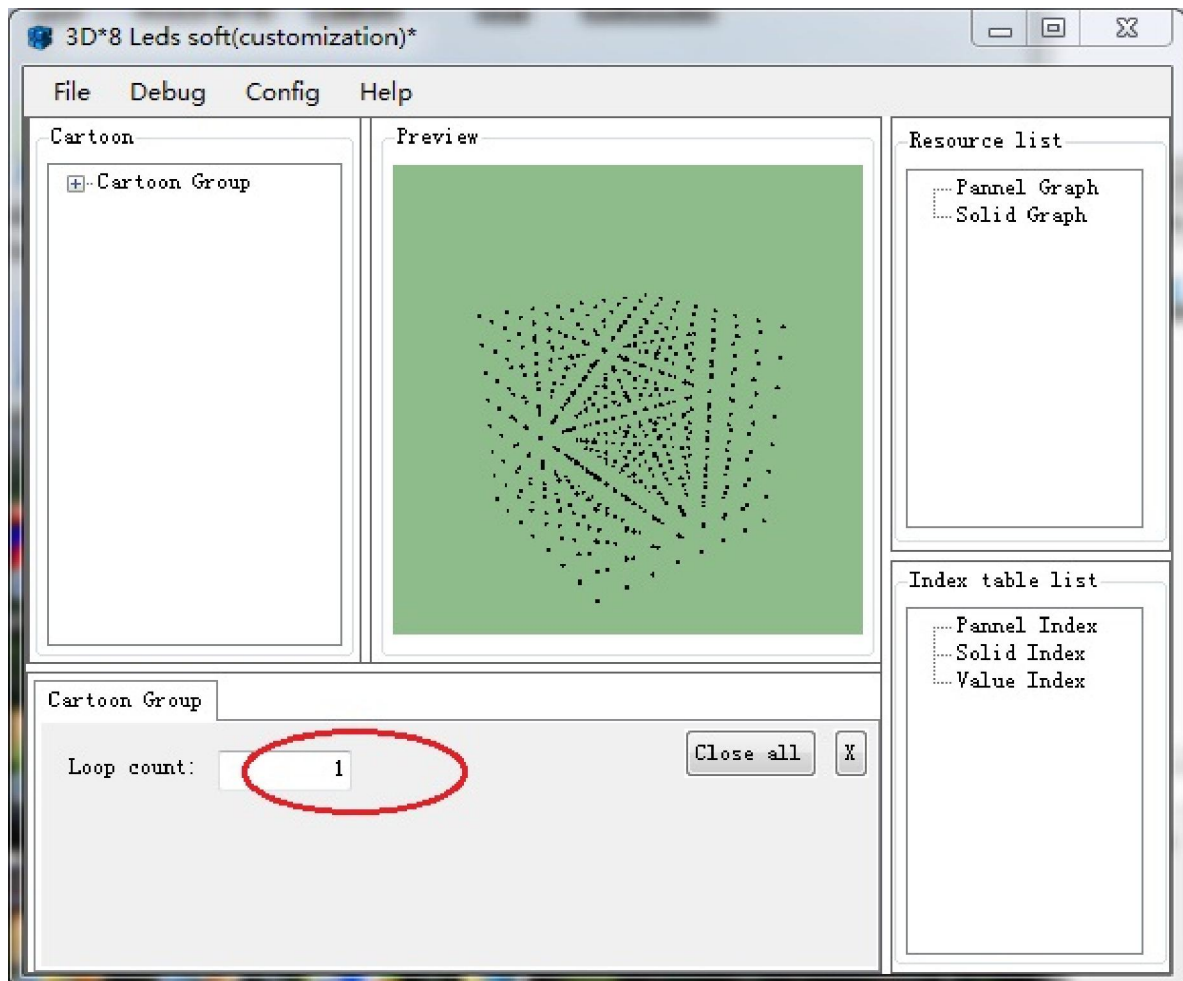 3D*8 Leds soft(customization)*
File Debug Config Help
Cartoon
Cartoon Group
Preview
Resource list
Pannel Graph
Solid Graph
Index table list
Pannel Index
Solid Index
Value Index
Cartoon Group
Loop count: 1
Close all X